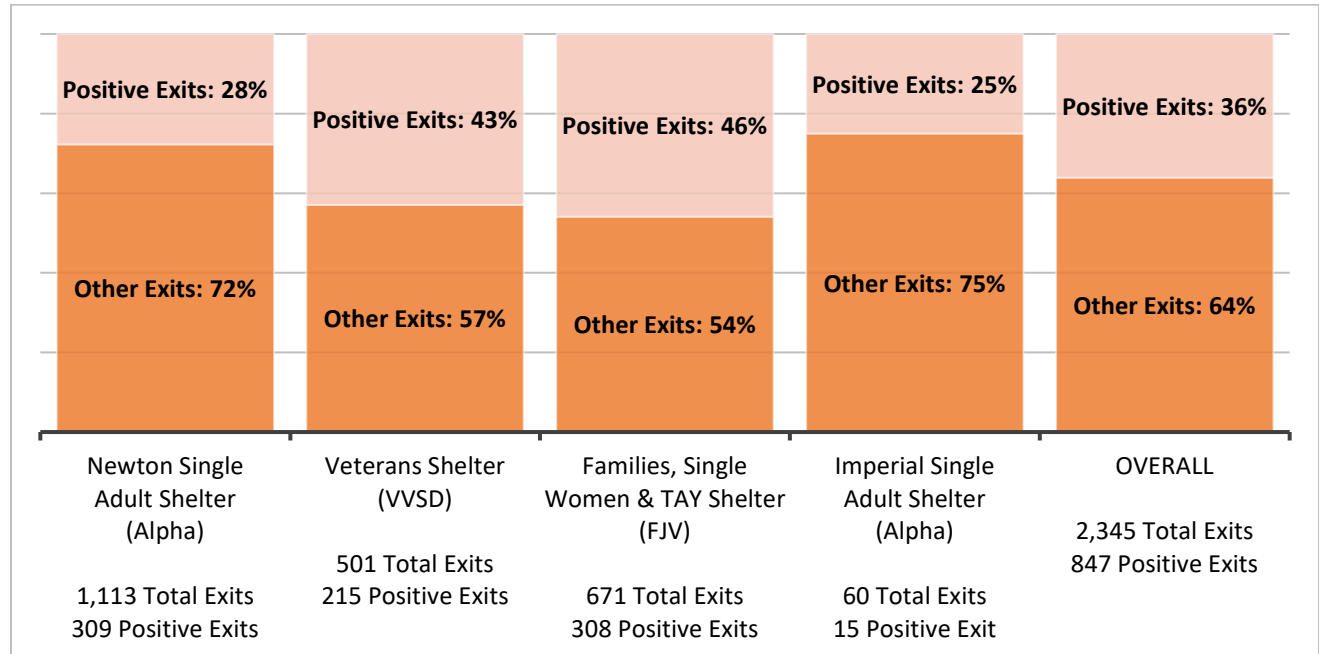 Positive Exits: 28%
Other Exits: 72%
Positive Exits: 43%
Other Exits: 57%
Positive Exits: 46%
Other Exits: 54%
Positive Exits: 25%
Other Exits: 75%
Positive Exits: 36%
Other Exits: 64%
Newton Single
Adult Shelter
(Alpha)
1,113 Total Exits
309 Positive Exits
Veterans Shelter
(VVSD)
501 Total Exits
215 Positive Exits
Families, Single
Women & TAY Shelter
(FJV)
671 Total Exits
308 Positive Exits
Imperial Single
Adult Shelter
(Alpha)
60 Total Exits
15 Positive Exit
OVERALL
2,345 Total Exits
847 Positive Exits